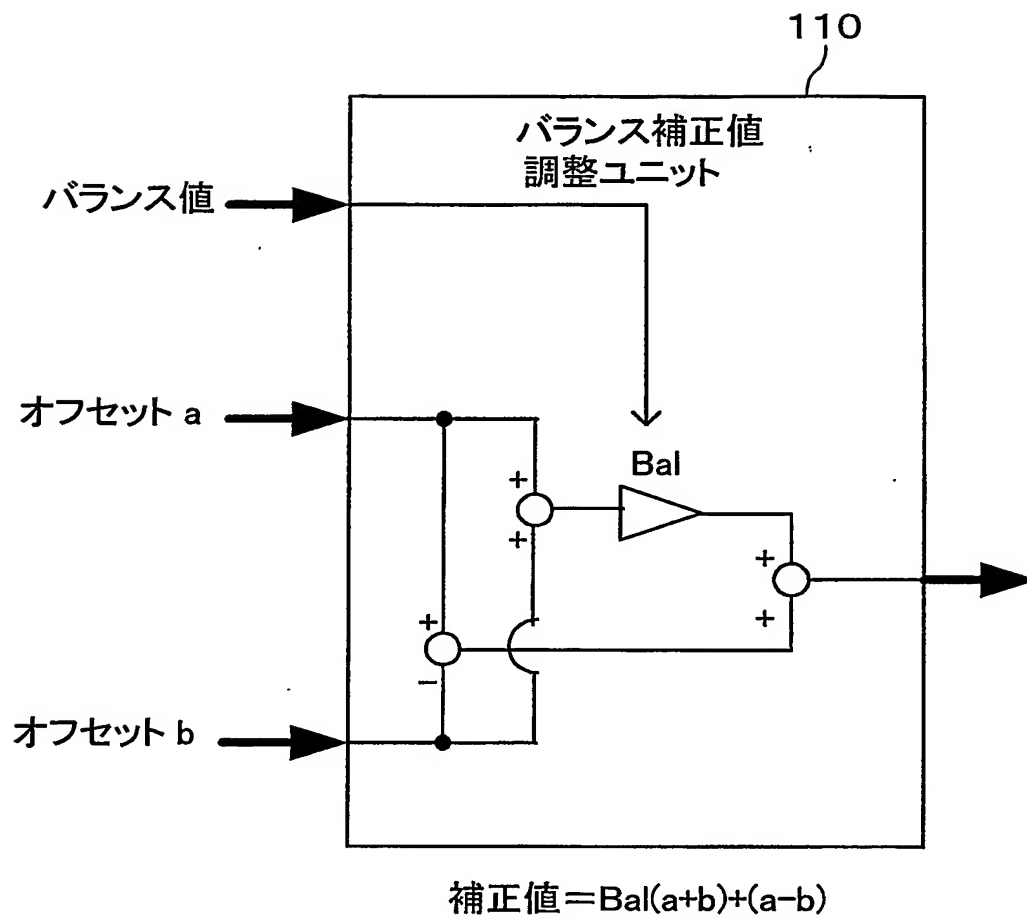 110
バランス補正値
調整ユニット
バランス値
オフセット a
Bal
+
+
+
+
+
−
オフセット b
補正値＝Bal(a+b)+(a−b)